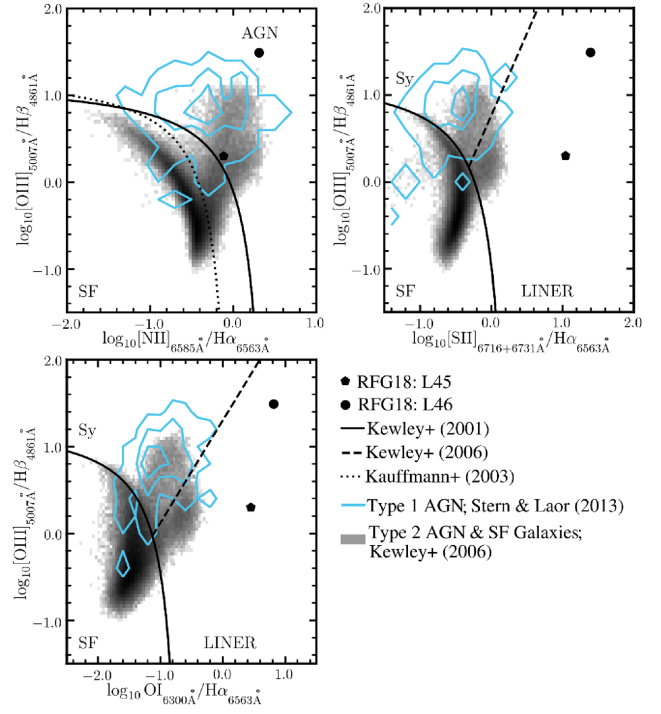 2.0
1.0
0.0
−1.0
log₁₀[OIII]₅₀₀₇Å/Hβ₄₈₆₁Å
AGN
SF
−2.0 −1.0 0.0 1.0
log₁₀[NII]₆₅₈₅Å/Hα₆₅₆₃Å
2.0
1.0
0.0
−1.0
log₁₀[OIII]₅₀₀₇Å/Hβ₄₈₆₁Å
Sy
SF LINER
−1.0 0.0 1.0 2.0
log₁₀[SII]₆₇₁₆₊₆₇₃₁Å/Hα₆₅₆₃Å
2.0
1.0
0.0
−1.0
log₁₀[OIII]₅₀₀₇Å/Hβ₄₈₆₁Å
Sy
SF LINER
−2.0 −1.0 0.0 1.0
log₁₀OI₆₃₀₀Å/Hα₆₅₆₃Å
RFG18: L45
RFG18: L46
Kewley+ (2001)
Kewley+ (2006)
Kauffmann+ (2003)
Type 1 AGN; Stern & Laor (2013)
Type 2 AGN & SF Galaxies;
Kewley+ (2006)